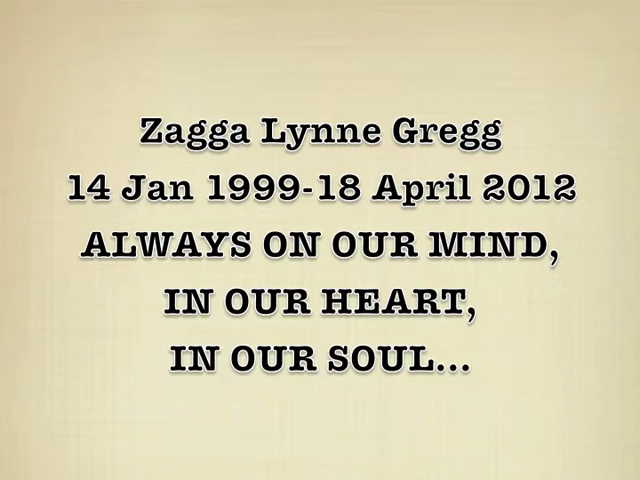 Zagga Lynne Gregg
14 Jan 1999-18 April 2012
ALWAYS ON OUR MIND,
IN OUR HEART,
IN OUR SOUL...